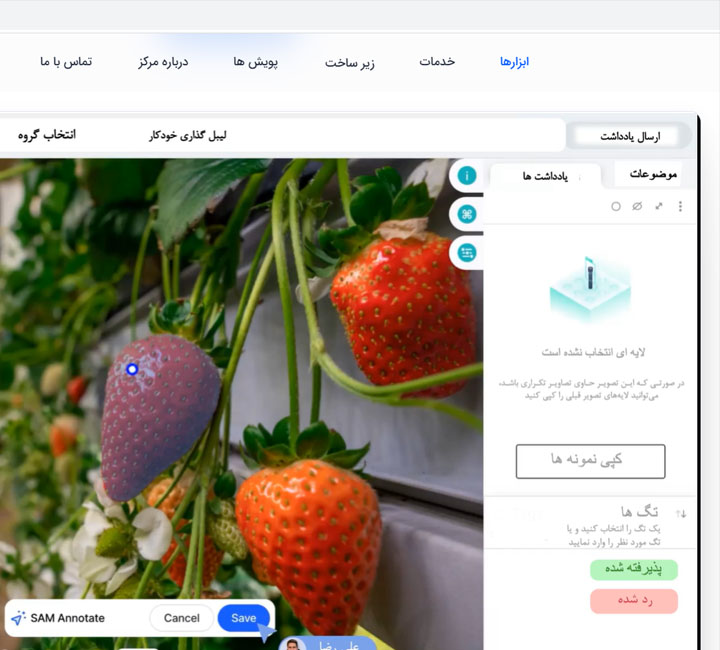 ابزارها
خدمات
زیر ساخت
پویش ها
درباره مرکز
تماس با ما
ارسال یادداشت
لیبل گذاری خودکار
انتخاب گروه
موضوعات
یادداشت ها
لایه ای انتخاب نشده است
در صورتی که این تصویر حاوی تصاویر تکراری باشد،
می‌توانید لایه‌های تصویر قبلی را کپی کنید
کپی نمونه ها
تگ ها
یک تگ را انتخاب کنید و یا
تگ مورد نظر را وارد نمایید
پذیرفته شده
رد شده
SAM Annotate
Cancel
Save
علی رضا